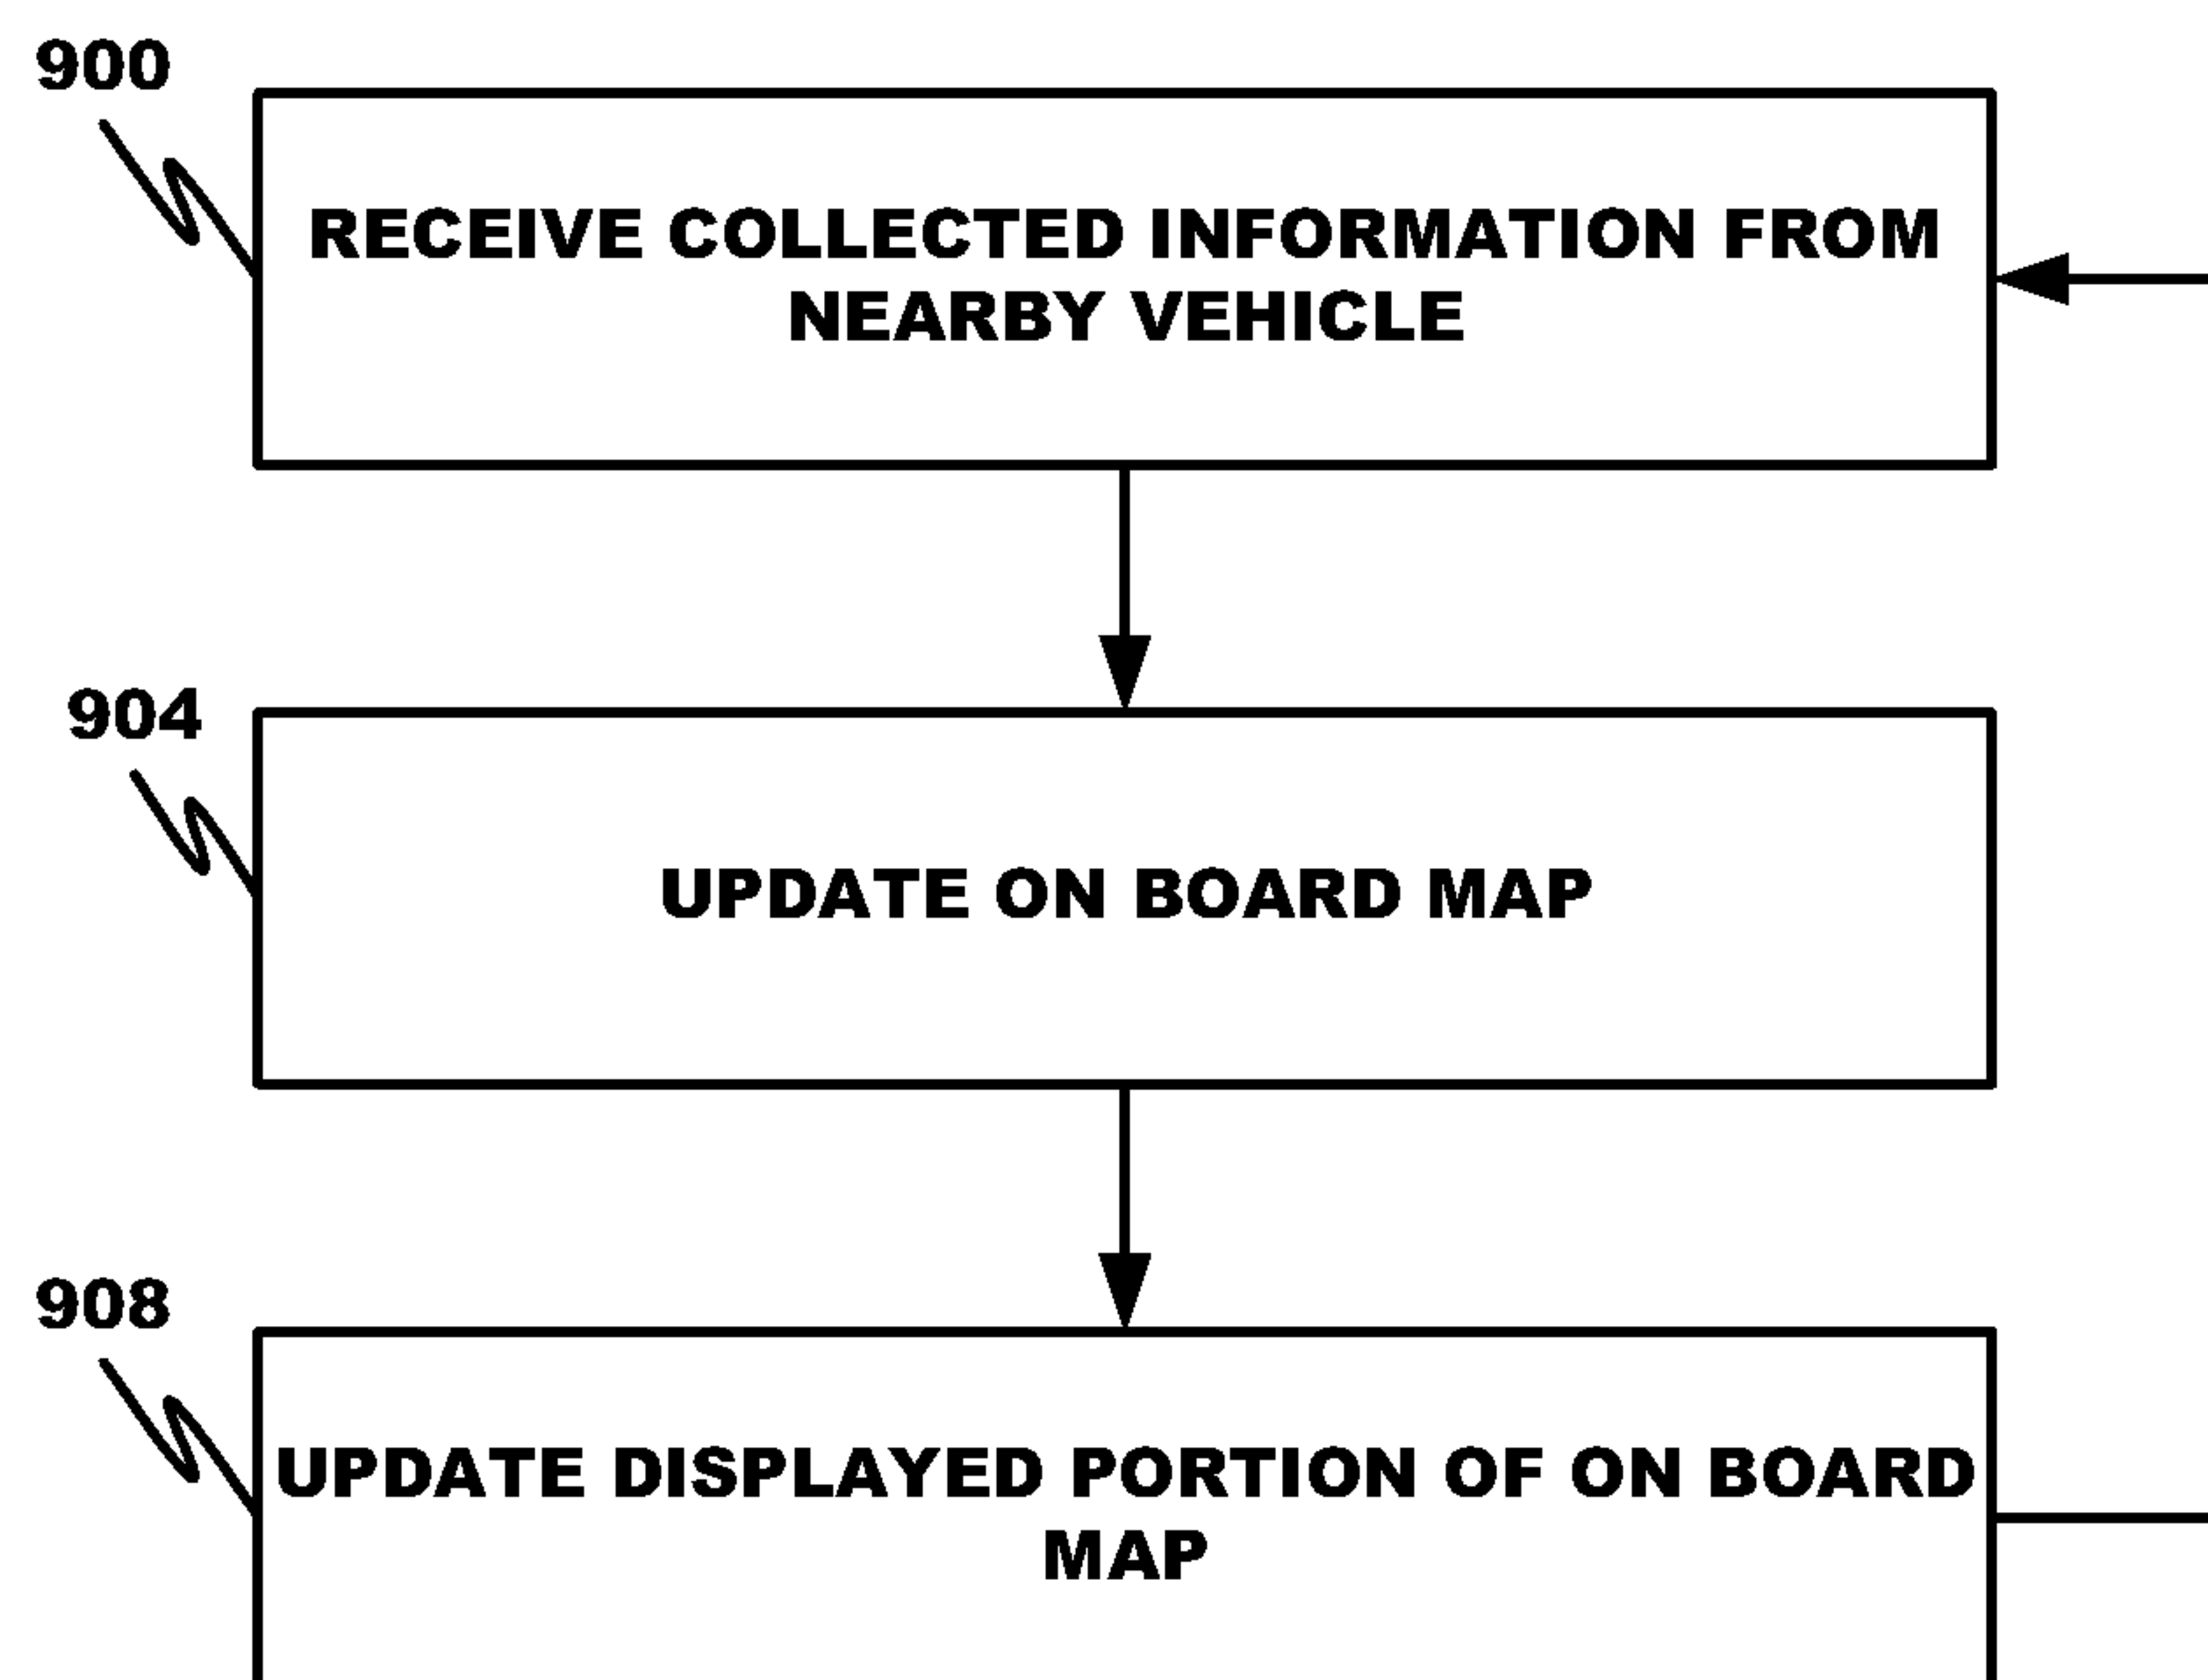 900
RECEIVE COLLECTED INFORMATION FROM
NEARBY VEHICLE
904
UPDATE ON BOARD MAP
908
UPDATE DISPLAYED PORTION OF ON BOARD
MAP